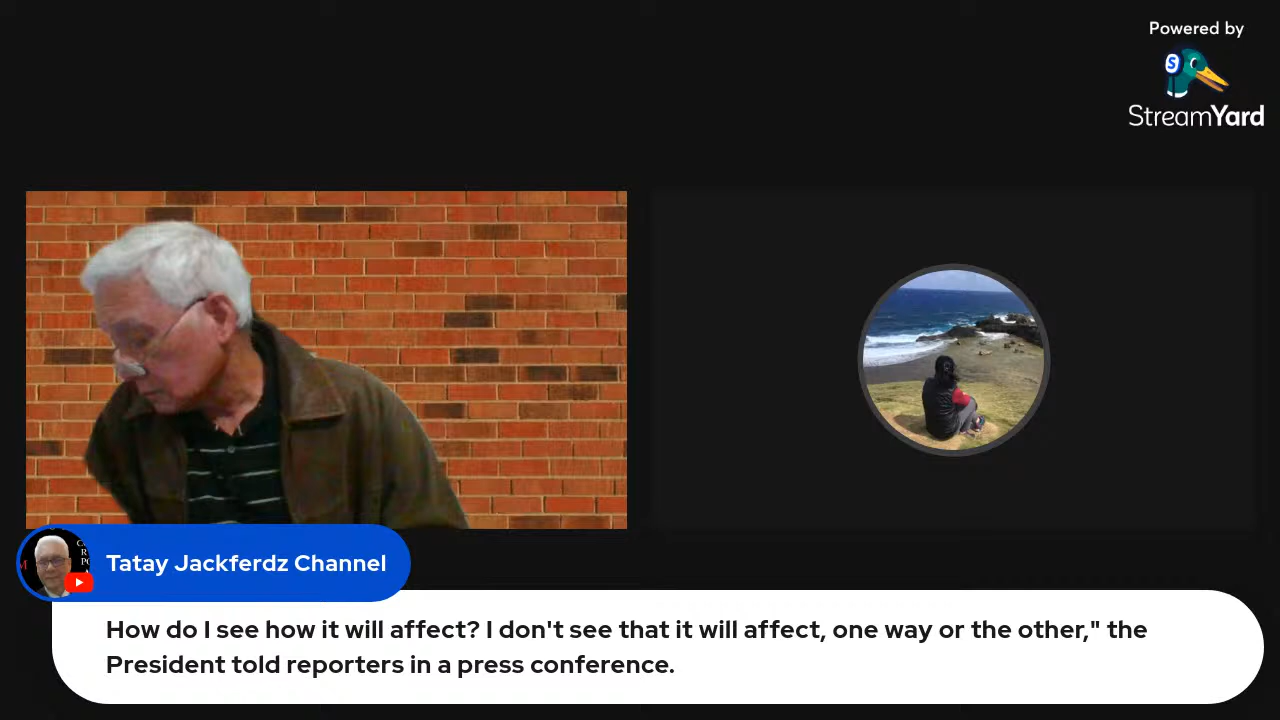 Powered by
StreamYard
Tatay Jackferdz Channel
How do I see how it will affect? I don't see that it will affect, one way or the other," the
President told reporters in a press conference.